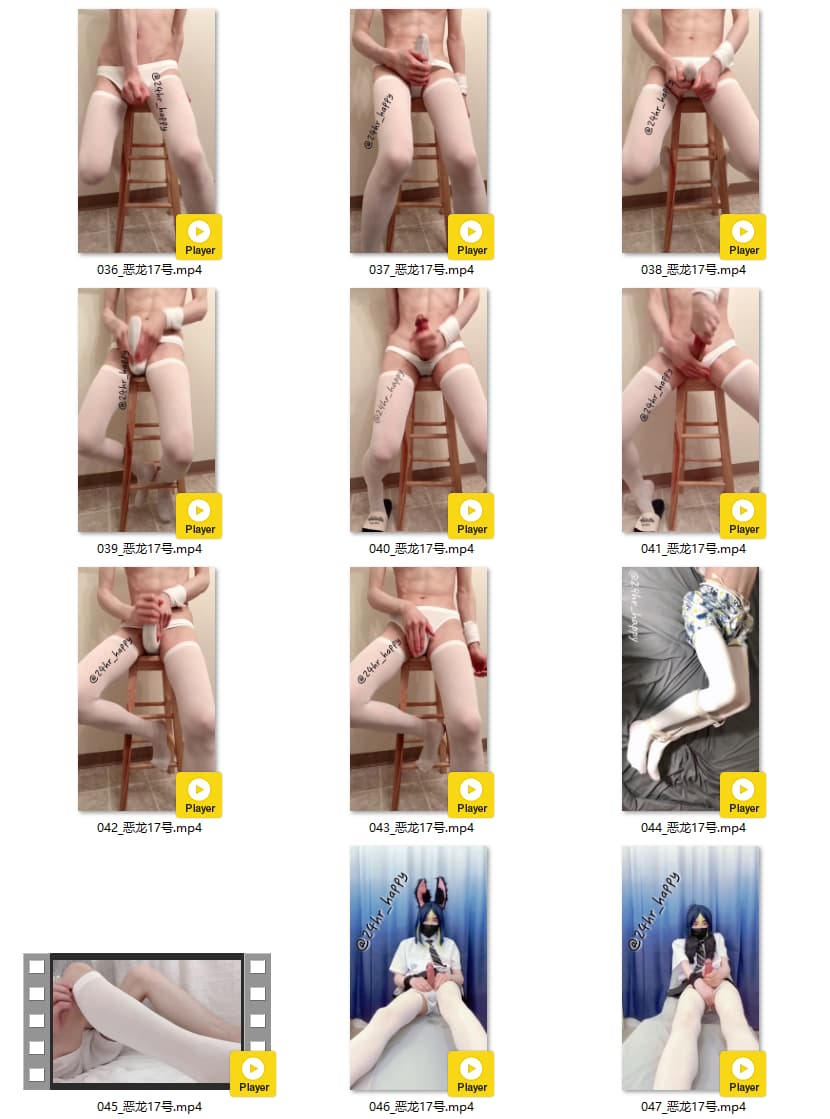 @24hr_happy
@24hr_happy
@24hr_happy
Player
Player
Player
036_恶龙17号.mp4
037_恶龙17号.mp4
038_恶龙17号.mp4
@24hr_happy
@24hr_happy
@24hr_happy
Player
Player
Player
039_恶龙17号.mp4
040_恶龙17号.mp4
041_恶龙17号.mp4
@24hr_happy
@24hr_happy
@24hr_happy
Player
Player
Player
042_恶龙17号.mp4
043_恶龙17号.mp4
044_恶龙17号.mp4
@24hr_happy
@24hr_happy
Player
Player
Player
045_恶龙17号.mp4
046_恶龙17号.mp4
047_恶龙17号.mp4